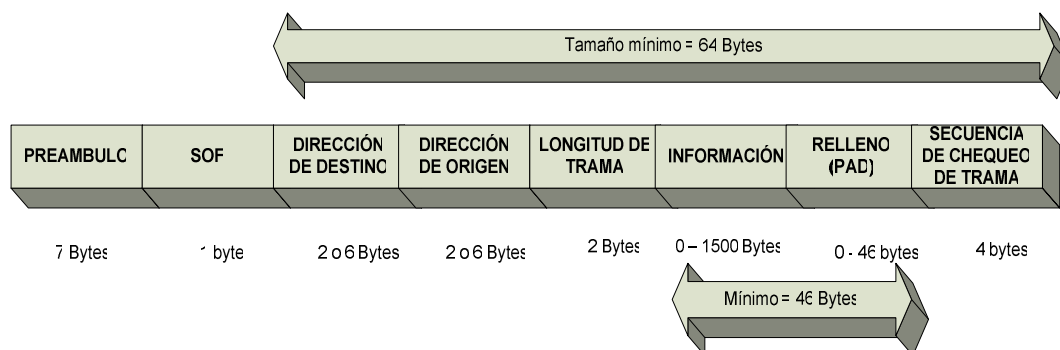 Tamaño mínimo = 64 Bytes
PREAMBULO
SOF
DIRECCIÓN
DE DESTINO
DIRECCIÓN
DE ORIGEN
LONGITUD DE
TRAMA
INFORMACIÓN
RELLENO
(PAD)
SECUENCIA
DE CHEQUEO
DE TRAMA
7 Bytes
1 byte
2 o 6 Bytes
2 o 6 Bytes
2 Bytes
0 – 1500 Bytes
0 - 46 bytes
4 bytes
Mínimo = 46 Bytes